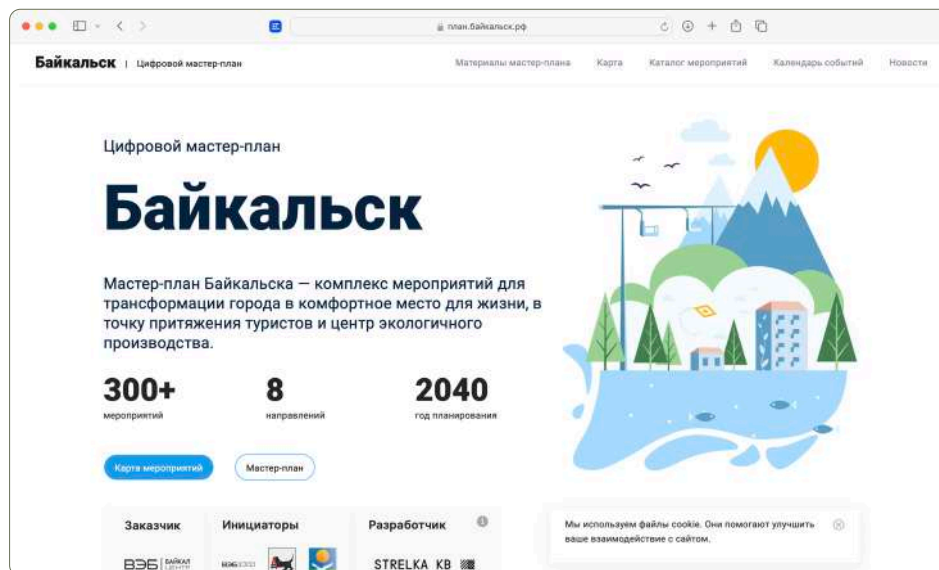 план.байкальск.рф
Байкальск | Цифровой мастер-план
Материалы мастер-плана Карта Каталог мероприятий Календарь событий Новости
Цифровой мастер-план
Байкальск
Мастер-план Байкальска — комплекс мероприятий для
трансформации города в комфортное место для жизни, в
точку притяжения туристов и центр экологичного
производства.
300+ 8 2040
мероприятий направлений год планирования
Карта мероприятий Мастер-план
Заказчик Инициаторы Разработчик
Мы используем файлы cookie. Они помогают улучшить
ваше взаимодействие с сайтом.
ВЭБ БАЙКАЛ ЦЕНТР ВЭБ STRELKA KB